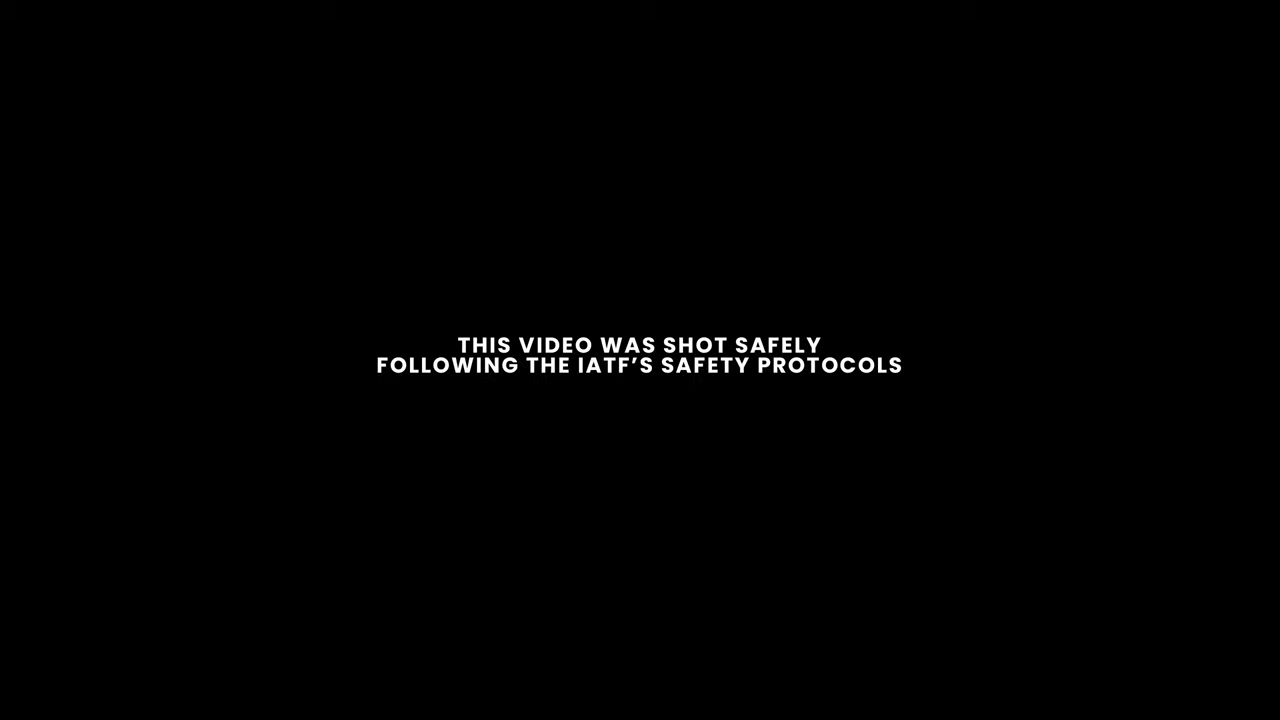 THIS VIDEO WAS SHOT SAFELY
FOLLOWING THE IATF’S SAFETY PROTOCOLS